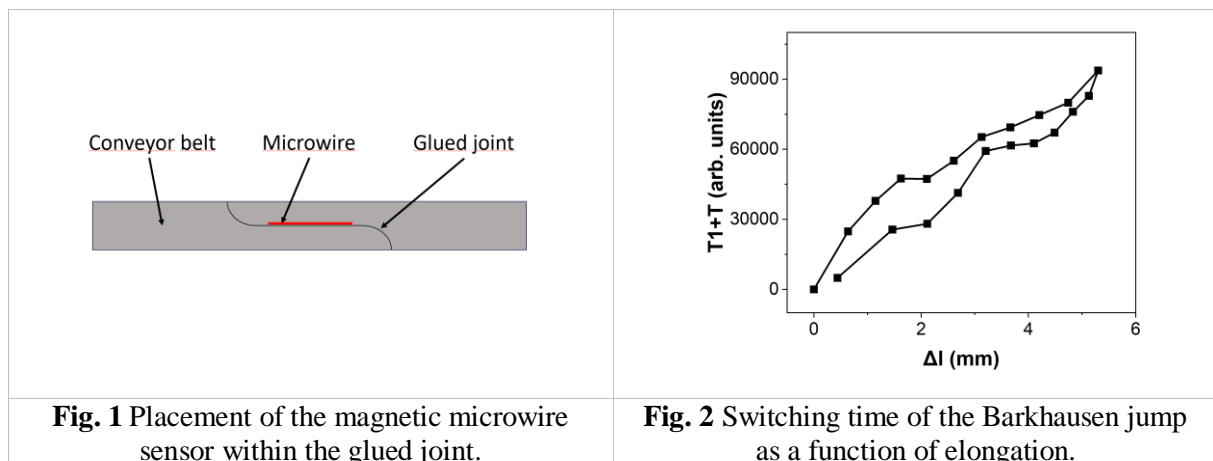 Conveyor belt Microwire Glued joint
90000
60000
30000
0
T1+T (arb. units)
0 2 4 6
Δl (mm)
Fig. 1 Placement of the magnetic microwire
sensor within the glued joint.
Fig. 2 Switching time of the Barkhausen jump
as a function of elongation.